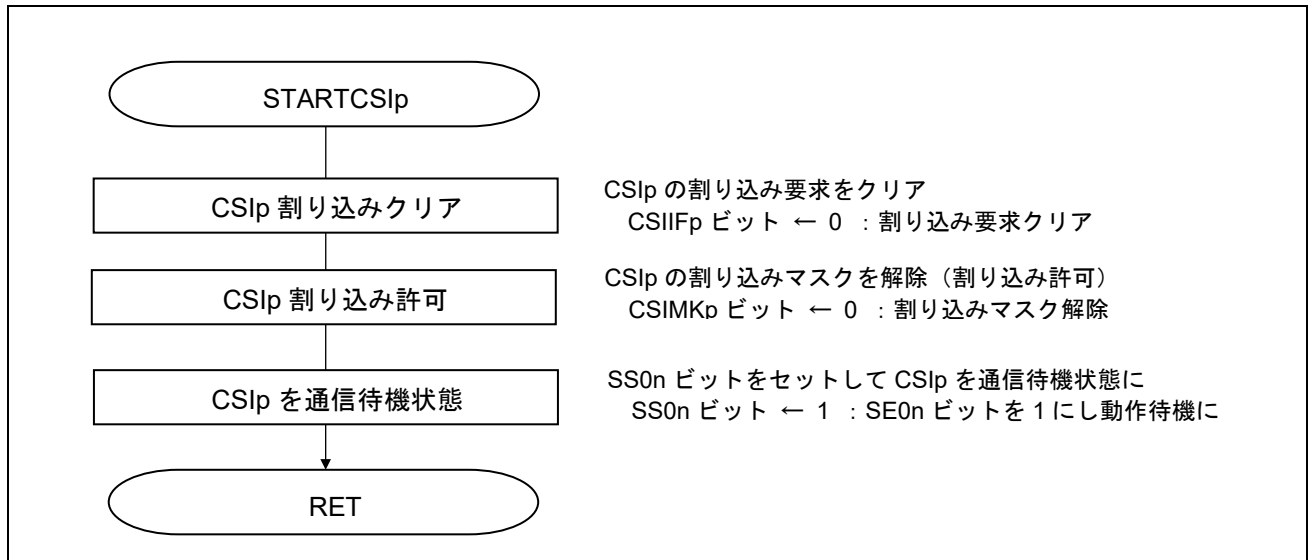 STARTCSIp
CSIp 割り込みクリア
CSIp の割り込み要求をクリア
CSIIFp ビット ← 0 ：割り込み要求クリア
CSIp 割り込み許可
CSIp の割り込みマスクを解除（割り込み許可）
CSIMKp ビット ← 0 ：割り込みマスク解除
CSIp を通信待機状態
SS0n ビットをセットして CSIp を通信待機状態に
SS0n ビット ← 1 ：SE0n ビットを 1 にし動作待機に
RET